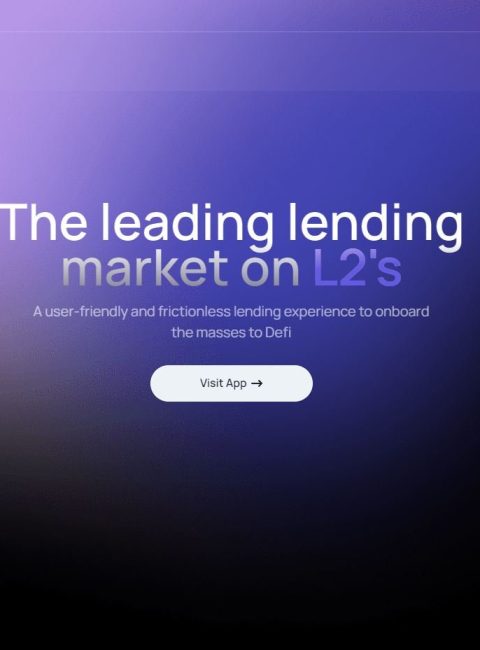 The leading lending
market on L2's
A user-friendly and frictionless lending experience to onboard
the masses to Defi
Visit App →